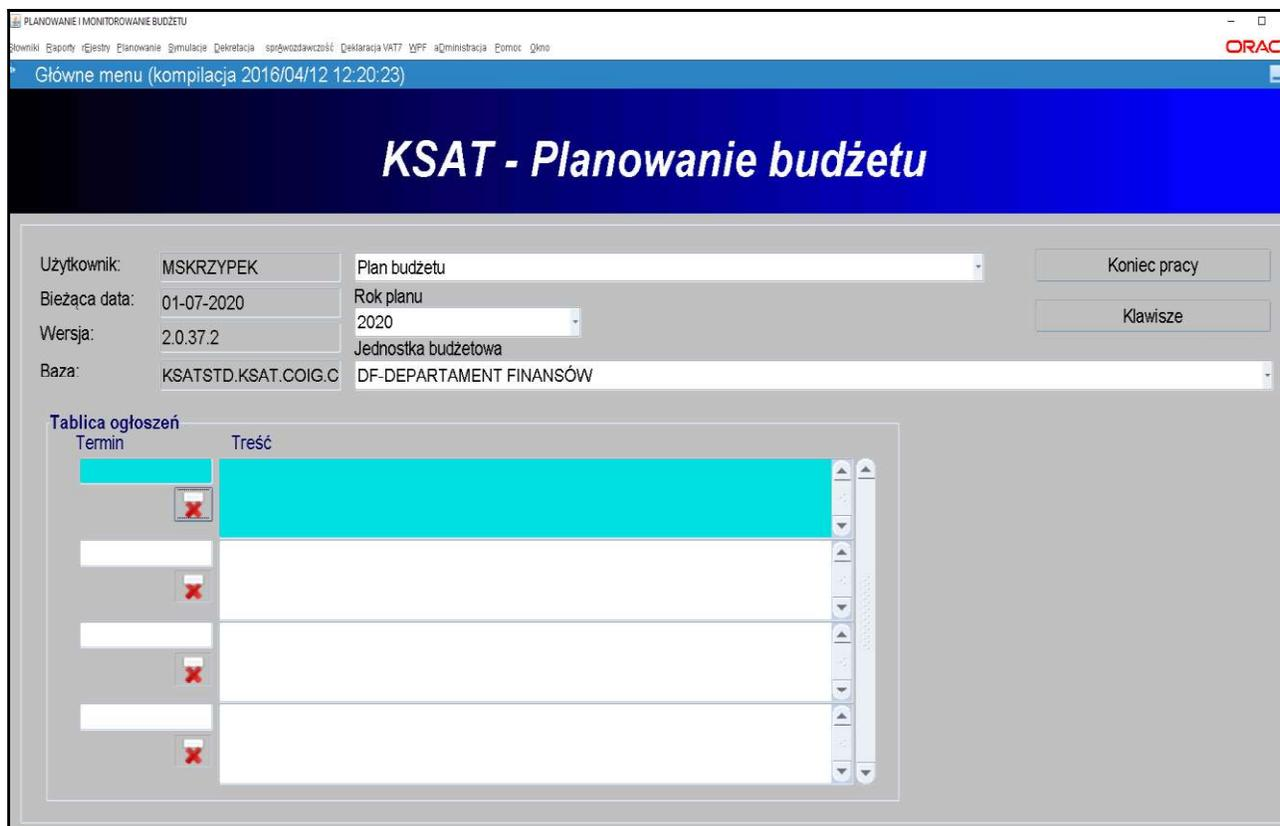 PLANOWANIE I MONITOROWANIE BUDŻETU
Słowniki Raporty rEjestry Planowanie Symulacje Dekretacja sprAwozdawczość Deklaracja VAT7 WPF aDministracja Pomoc Okno
ORAC
Główne menu (kompilacja 2016/04/12 12:20:23)
KSAT - Planowanie budżetu
Użytkownik: MSKRZYPEK Plan budżetu Koniec pracy
Bieżąca data: 01-07-2020 Rok planu
2020 Klawisze
Wersja: 2.0.37.2
Jednostka budżetowa
Baza: KSATSTD.KSAT.COIG.C DF-DEPARTAMENT FINANSÓW
Tablica ogłoszeń
Termin Treść